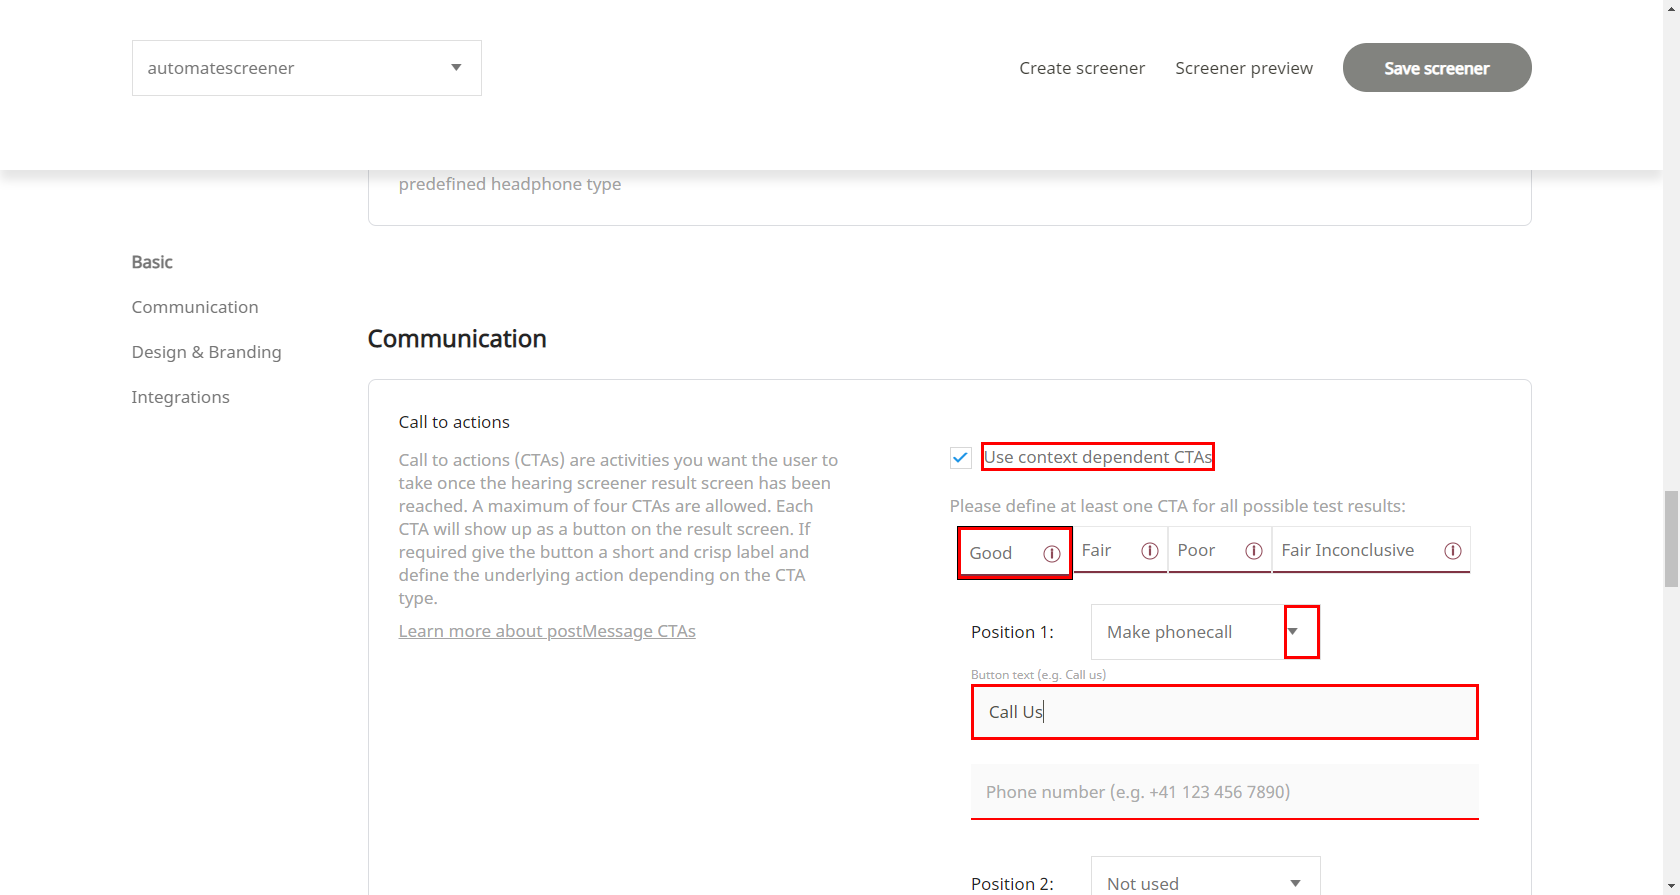 automatescreener
Create screener
Screener preview
Save screener
predefined headphone type
Basic
Communication
Design & Branding
Integrations
Communication
Call to actions
Call to actions (CTAs) are activities you want the user to
take once the hearing screener result screen has been
reached. A maximum of four CTAs are allowed. Each
CTA will show up as a button on the result screen. If
required give the button a short and crisp label and
define the underlying action depending on the CTA
type.
Learn more about postMessage CTAs
Use context dependent CTAs
Please define at least one CTA for all possible test results:
Good
Fair
Poor
Fair Inconclusive
Position 1:
Make phonecall
Button text (e.g. Call us)
Call Us
Phone number (e.g. +41 123 456 7890)
Position 2:
Not used